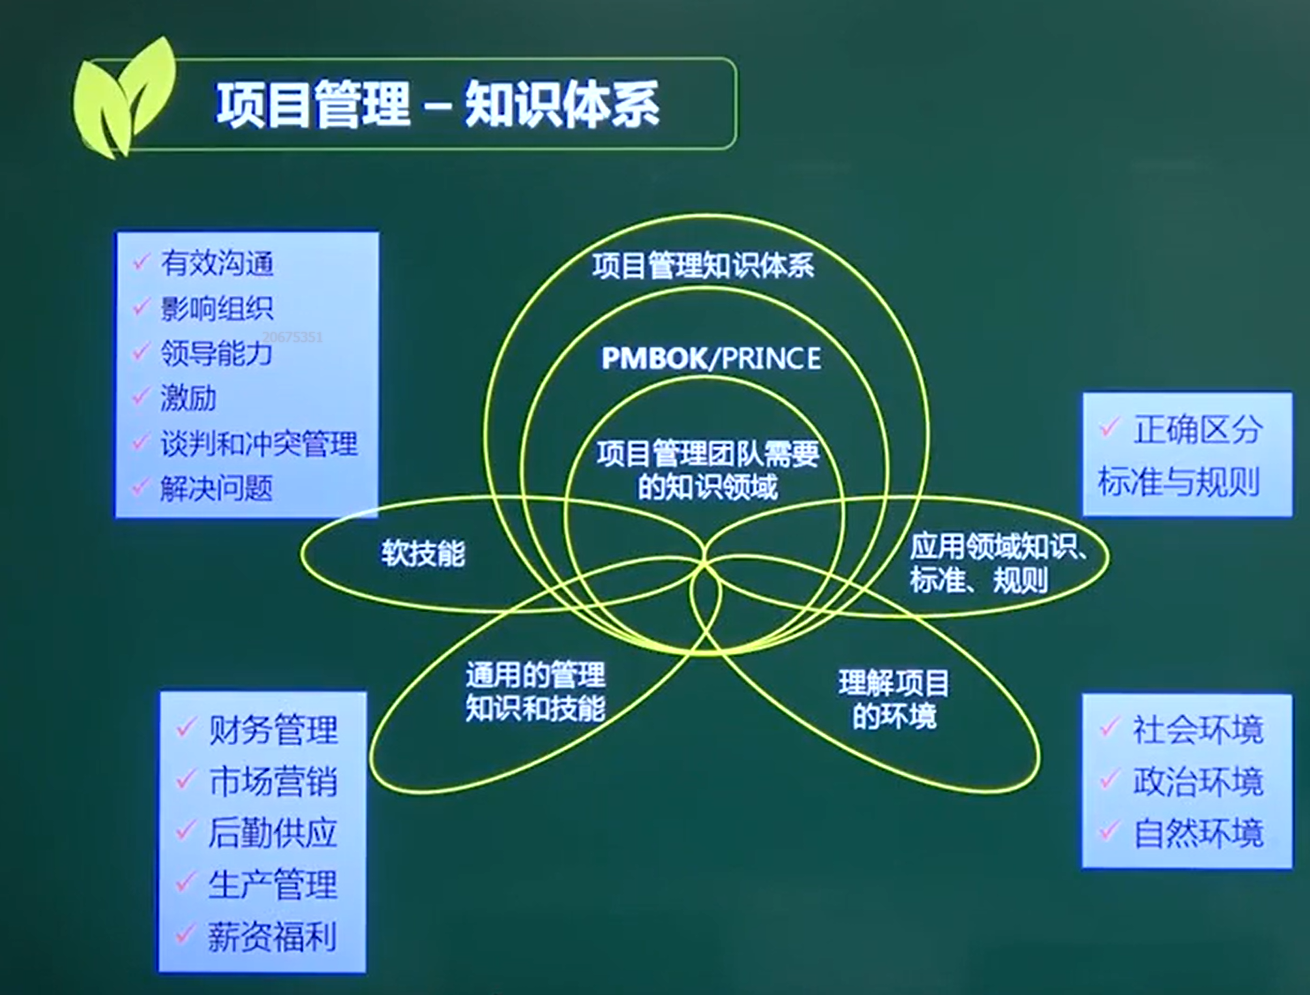 项目管理 – 知识体系
有效沟通
影响组织
20675351
领导能力
激励
谈判和冲突管理
解决问题
项目管理知识体系
PMBOK/PRINCE
项目管理团队需要
的知识领域
正确区分
标准与规则
软技能
应用领域知识、
标准、规则
通用的管理
知识和技能
理解项目
的环境
财务管理
市场营销
后勤供应
生产管理
薪资福利
社会环境
政治环境
自然环境